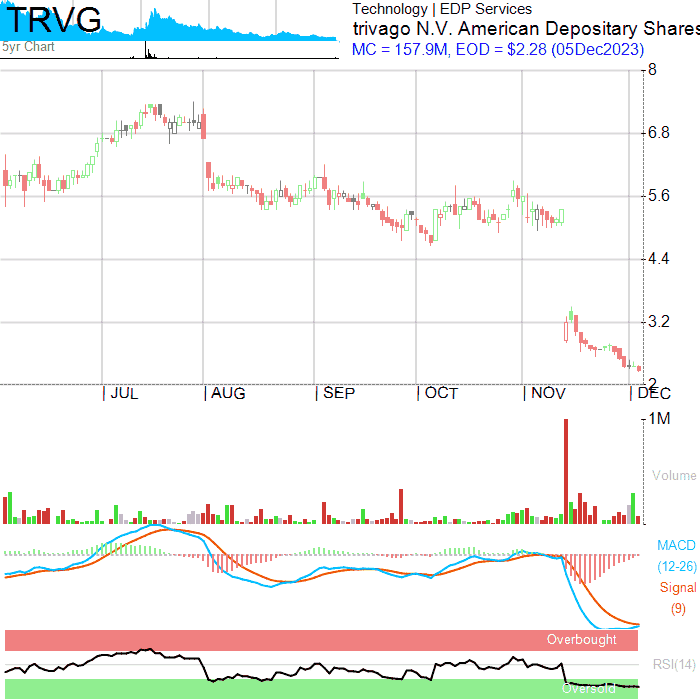 TRVG
Technology | EDP Services
trivago N.V. American Depositary Shares
5yr Chart
MC = 157.9M, EOD = $2.28 (05Dec2023)
8
6.8
5.6
4.4
3.2
2
JUL AUG SEP OCT NOV DEC
1M
Volume
MACD
(12-26)
Signal
(9)
Overbought
RSI(14)
Oversold